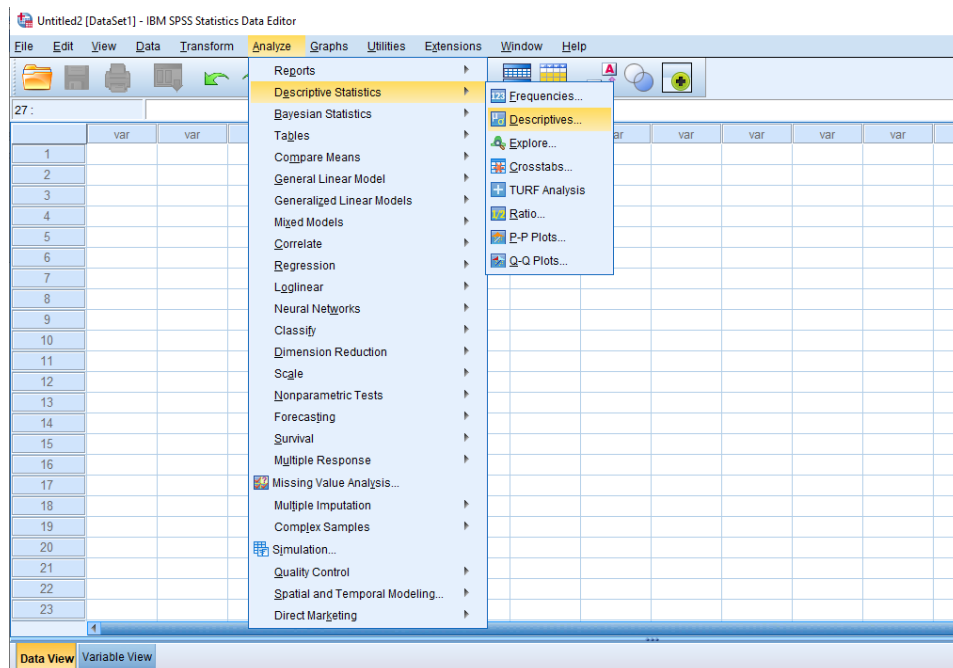 Untitled2 [DataSet1] - IBM SPSS Statistics Data Editor
File Edit View Data Transform Analyze Graphs Utilities Extensions Window Help
A
27 :
var var var var var var var
Reports
Descriptive Statistics
Bayesian Statistics
Tables
Compare Means
General Linear Model
Generalized Linear Models
Mixed Models
Correlate
Regression
Loglinear
Neural Networks
Classify
Dimension Reduction
Scale
Nonparametric Tests
Forecasting
Survival
Multiple Response
Missing Value Analysis...
Multiple Imputation
Complex Samples
Simulation...
Quality Control
Spatial and Temporal Modeling...
Direct Marketing
123 Frequencies...
Descriptives...
Explore...
Crosstabs...
TURF Analysis
1/2 Ratio...
P-P Plots...
Q-Q Plots...
1
2
3
4
5
6
7
8
9
10
11
12
13
14
15
16
17
18
19
20
21
22
23
Data View Variable View